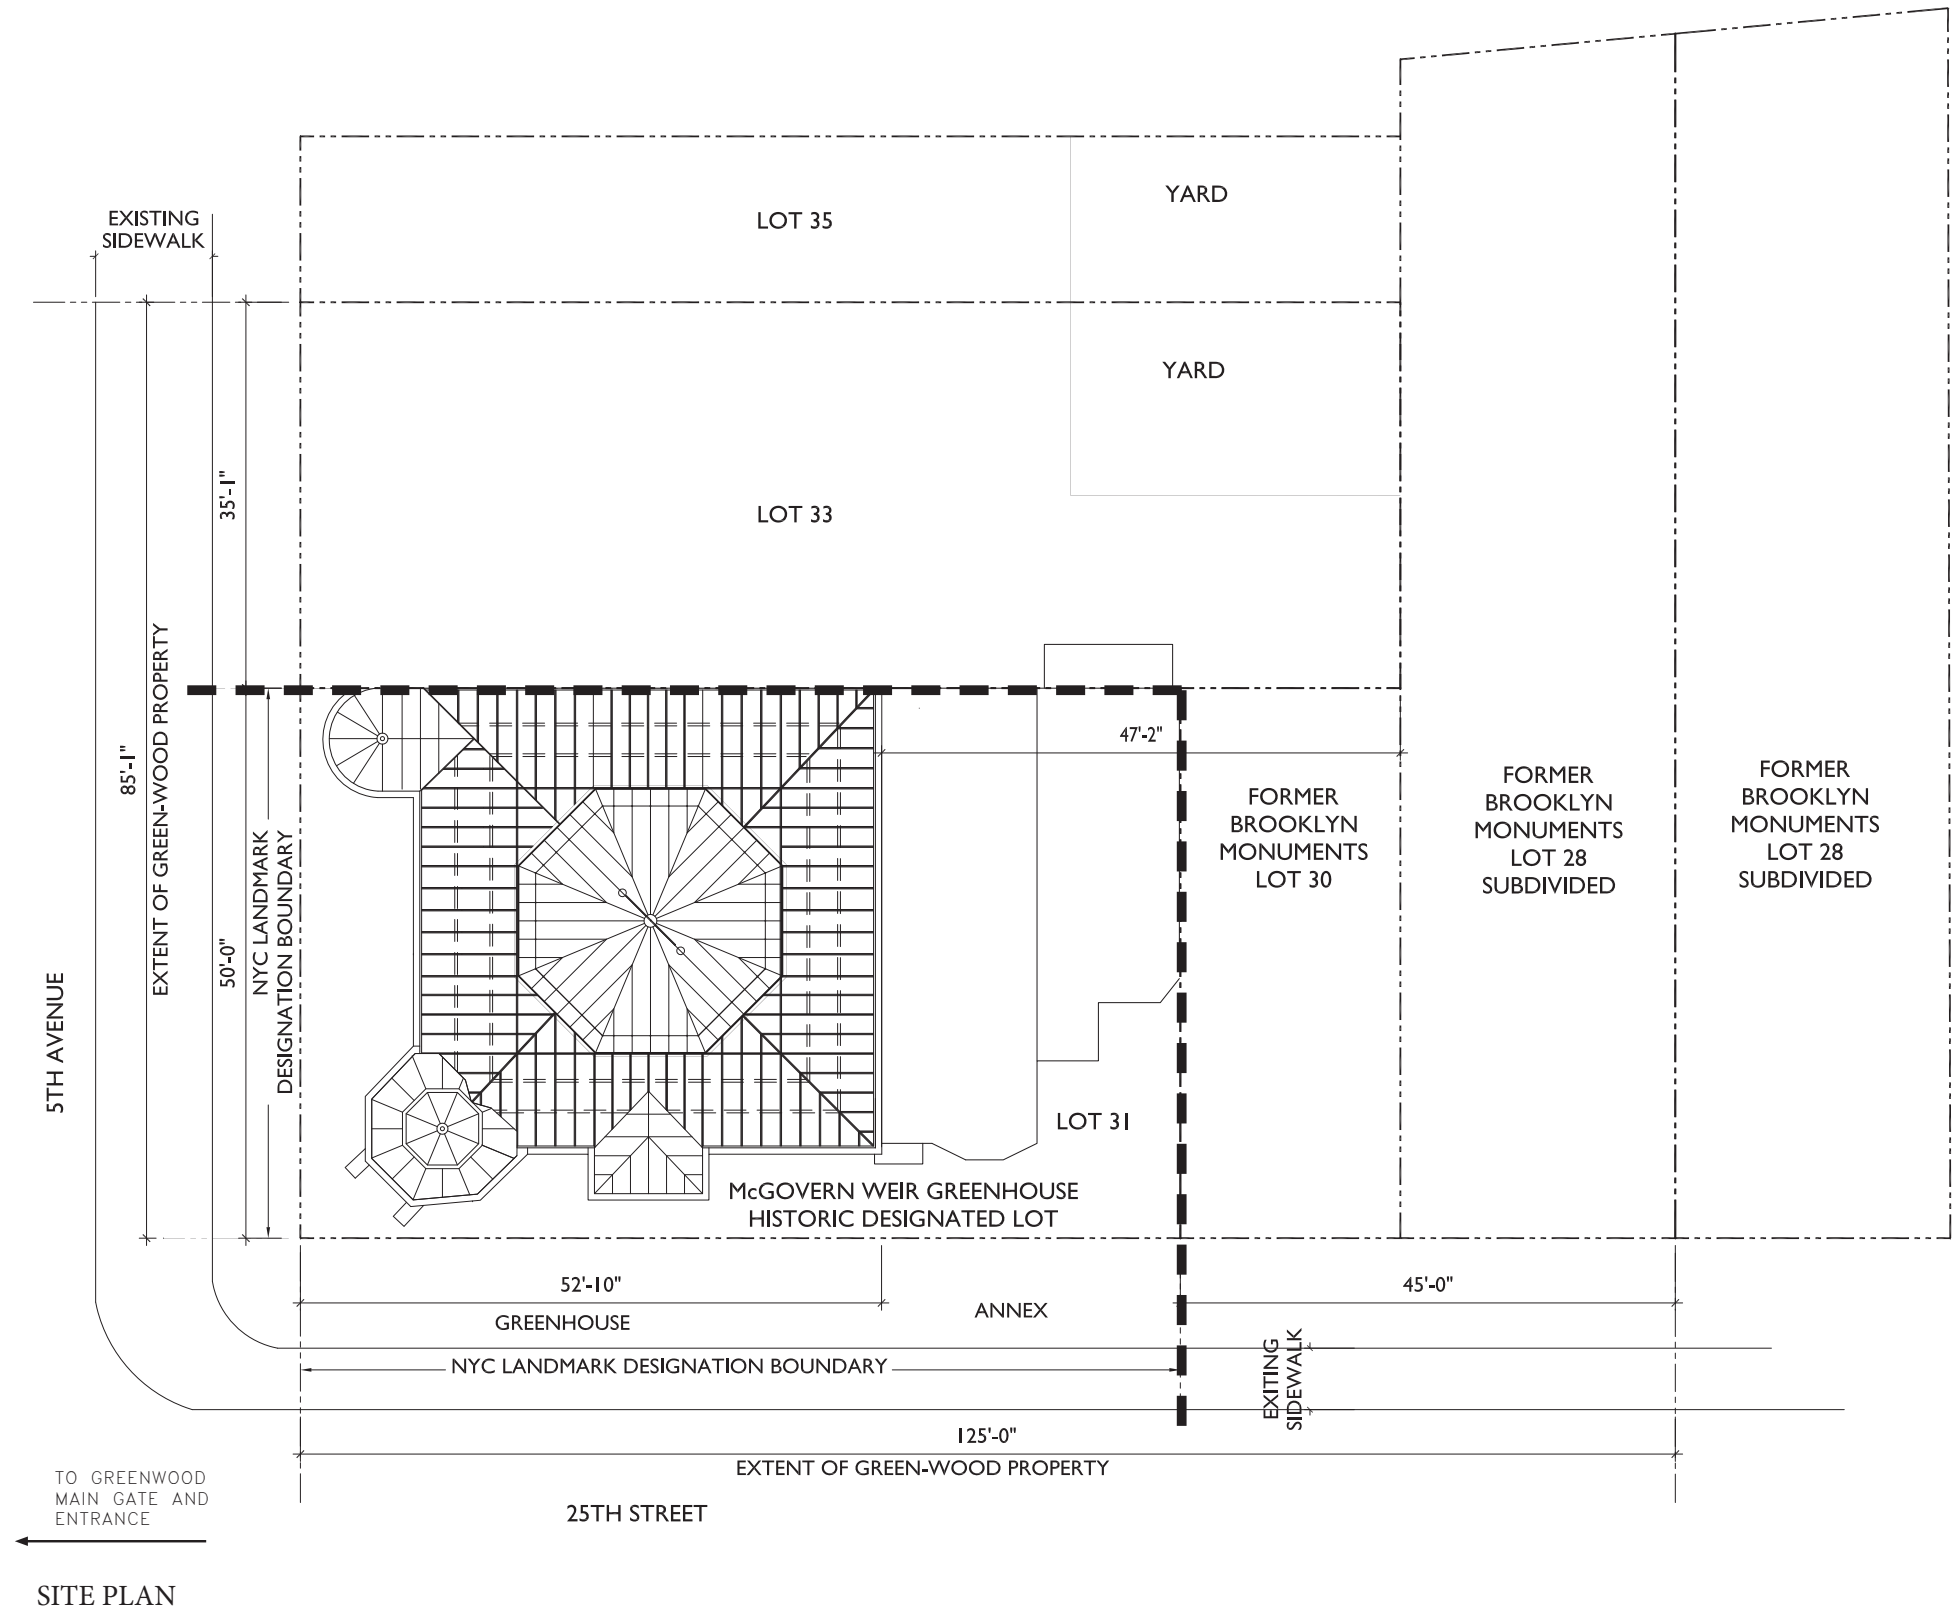 YARD
LOT 35
EXISTING
SIDEWALK
YARD
LOT 33
35'-1"
85'-1"
EXTENT OF GREEN-WOOD PROPERTY
50'-0"
NYC LANDMARK
DESIGNATION BOUNDARY
5TH AVENUE
47'-2"
FORMER
BROOKLYN
MONUMENTS
LOT 30
FORMER
BROOKLYN
MONUMENTS
LOT 28
SUBDIVIDED
FORMER
BROOKLYN
MONUMENTS
LOT 28
SUBDIVIDED
LOT 31
McGOVERN WEIR GREENHOUSE
HISTORIC DESIGNATED LOT
52'-10"
GREENHOUSE
ANNEX
45'-0"
NYC LANDMARK DESIGNATION BOUNDARY
EXITING
SIDEWALK
125'-0"
EXTENT OF GREEN-WOOD PROPERTY
25TH STREET
TO GREENWOOD
MAIN GATE AND
ENTRANCE
SITE PLAN